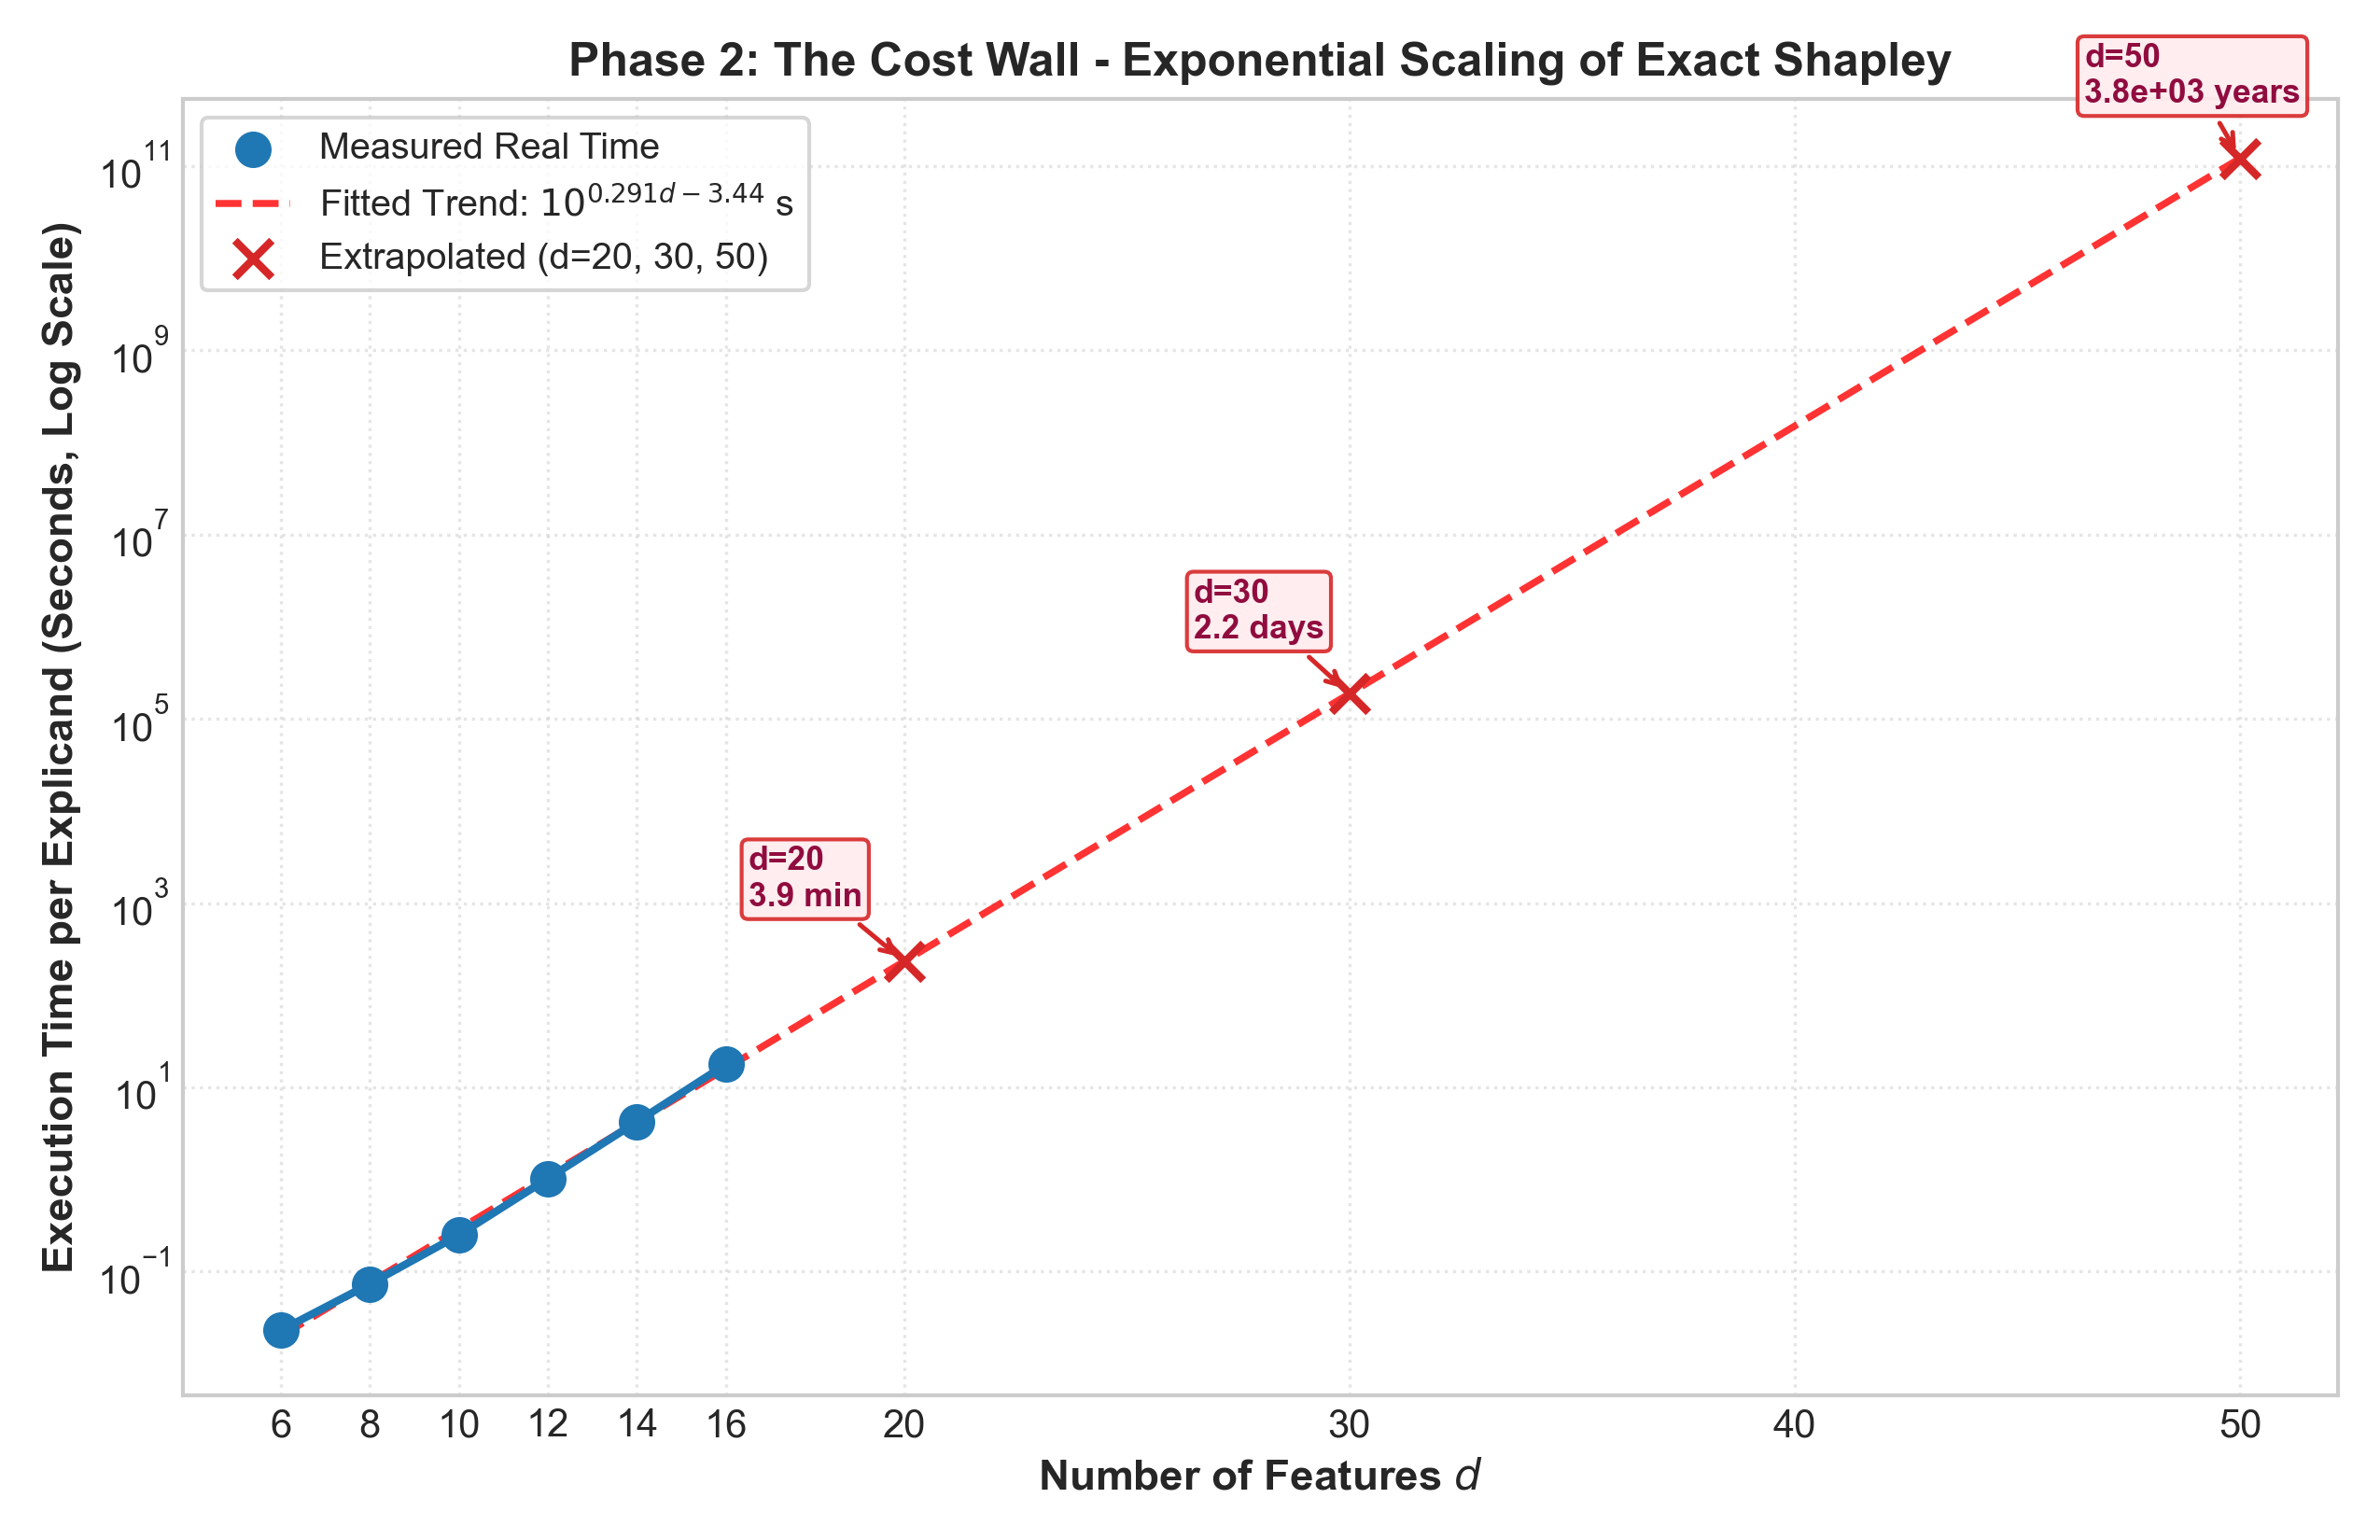 Phase 2: The Cost Wall - Exponential Scaling of Exact Shapley
d=50
3.8e+03 years
Measured Real Time
Fitted Trend: 10^{0.291d − 3.44} s
Extrapolated (d=20, 30, 50)
d=30
2.2 days
d=20
3.9 min
Execution Time per Explicand (Seconds, Log Scale)
10^{11}
10^{9}
10^{7}
10^{5}
10^{3}
10^{1}
10^{−1}
6 8 10 12 14 16 20 30 40 50
Number of Features d